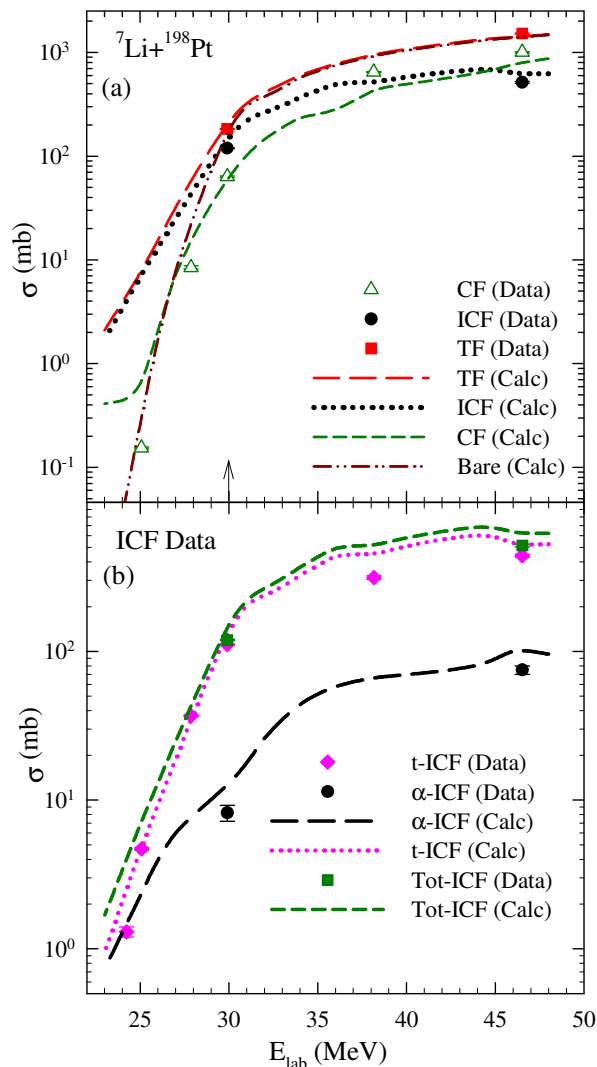 ⁷Li+¹⁹⁸Pt
(a)
10³
10²
10¹
10⁰
10⁻¹
σ (mb)
CF (Data)
ICF (Data)
TF (Data)
TF (Calc)
ICF (Calc)
CF (Calc)
Bare (Calc)
ICF Data
(b)
10²
10¹
10⁰
σ (mb)
t-ICF (Data)
α-ICF (Data)
α-ICF (Calc)
t-ICF (Calc)
Tot-ICF (Data)
Tot-ICF (Calc)
25 30 35 40 45 50
E_lab (MeV)